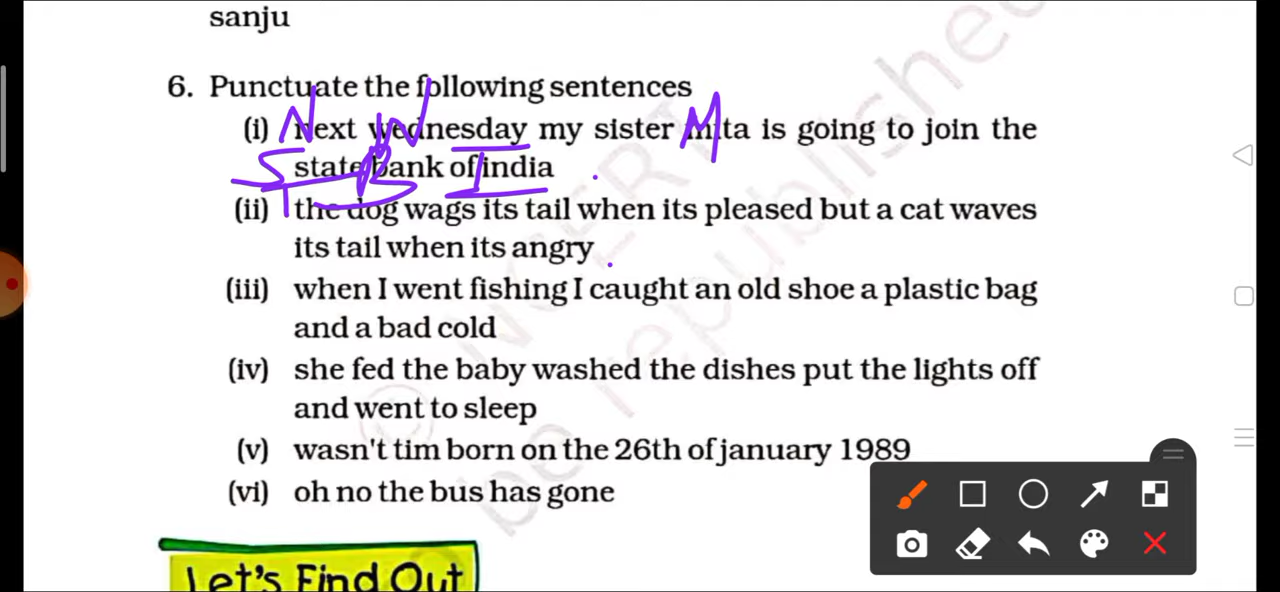 sanju
6. Punctuate the following sentences
(i) next wednesday my sister mita is going to join the
state bank of india .
(ii) the dog wags its tail when its pleased but a cat waves
its tail when its angry .
(iii) when I went fishing I caught an old shoe a plastic bag
and a bad cold
(iv) she fed the baby washed the dishes put the lights off
and went to sleep
(v) wasn't tim born on the 26th of january 1989
(vi) oh no the bus has gone
Let's Find Out
N W M
S B I
T
© NCERT
be republished